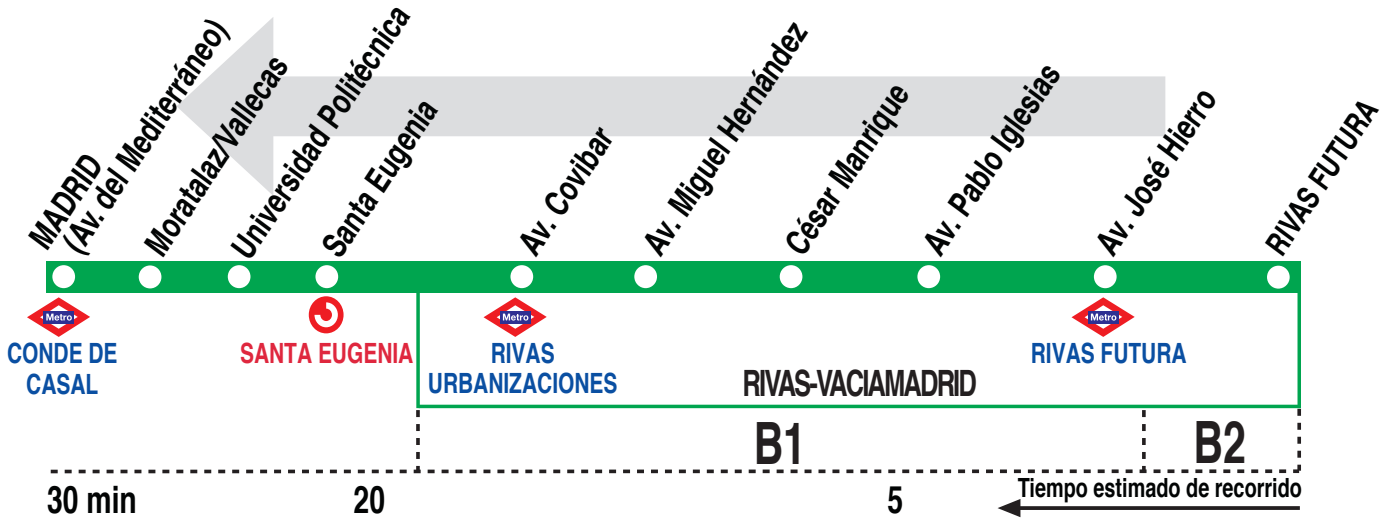 MADRID
(Av. del Mediterráneo)
Moratalaz/Vallecas
Universidad Politécnica
Santa Eugenia
Av. Covibar
Av. Miguel Hernández
César Manrique
Av. Pablo Iglesias
Av. José Hierro
RIVAS FUTURA
Metro
CONDE DE
CASAL
SANTA EUGENIA
Metro
RIVAS
URBANIZACIONES
Metro
RIVAS FUTURA
RIVAS-VACIAMADRID
B1
B2
30 min
20
5
Tiempo estimado de recorrido